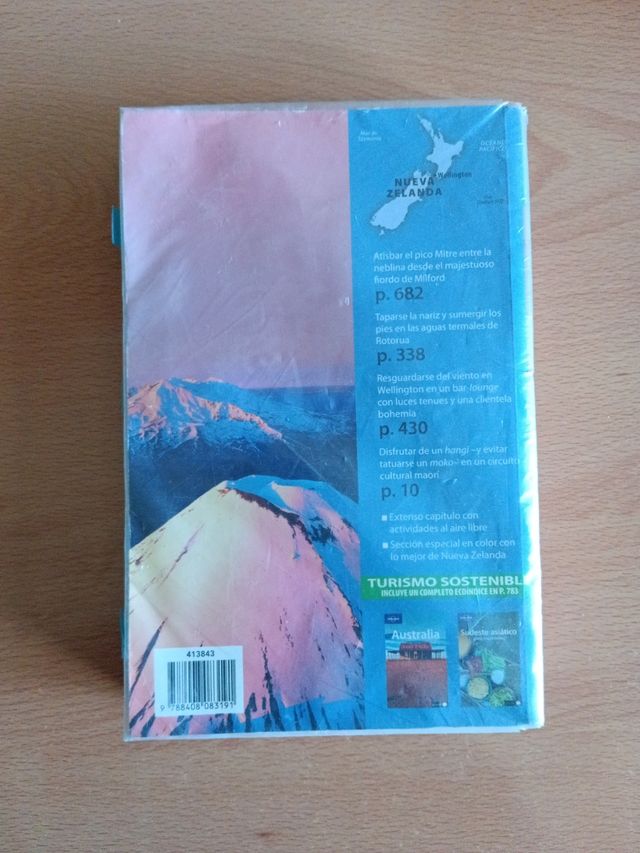 Mar de
Tasmania
OCÉANO
PACÍFICO
Wellington
NUEVA
ZELANDA
Atisbar el pico Mitre entre la
neblina desde el majestuoso
fiordo de Milford
p. 682
Taparse la nariz y sumergir los
pies en las aguas termales de
Rotorua
p. 338
Resguardarse del viento en
Wellington en un bar-lounge
con luces tenues y una clientela
bohemia
p. 430
Disfrutar de un hangi –y evitar
tatuarse un moko– en un circuito
cultural maorí
p. 10
■ Extenso capítulo con
actividades al aire libre
■ Sección especial en color con
lo mejor de Nueva Zelanda
TURISMO SOSTENIBL
INCLUYE UN COMPLETO ECOÍNDICE EN P. 783
Australia
Sudeste asiático
413843
9 788408 083191